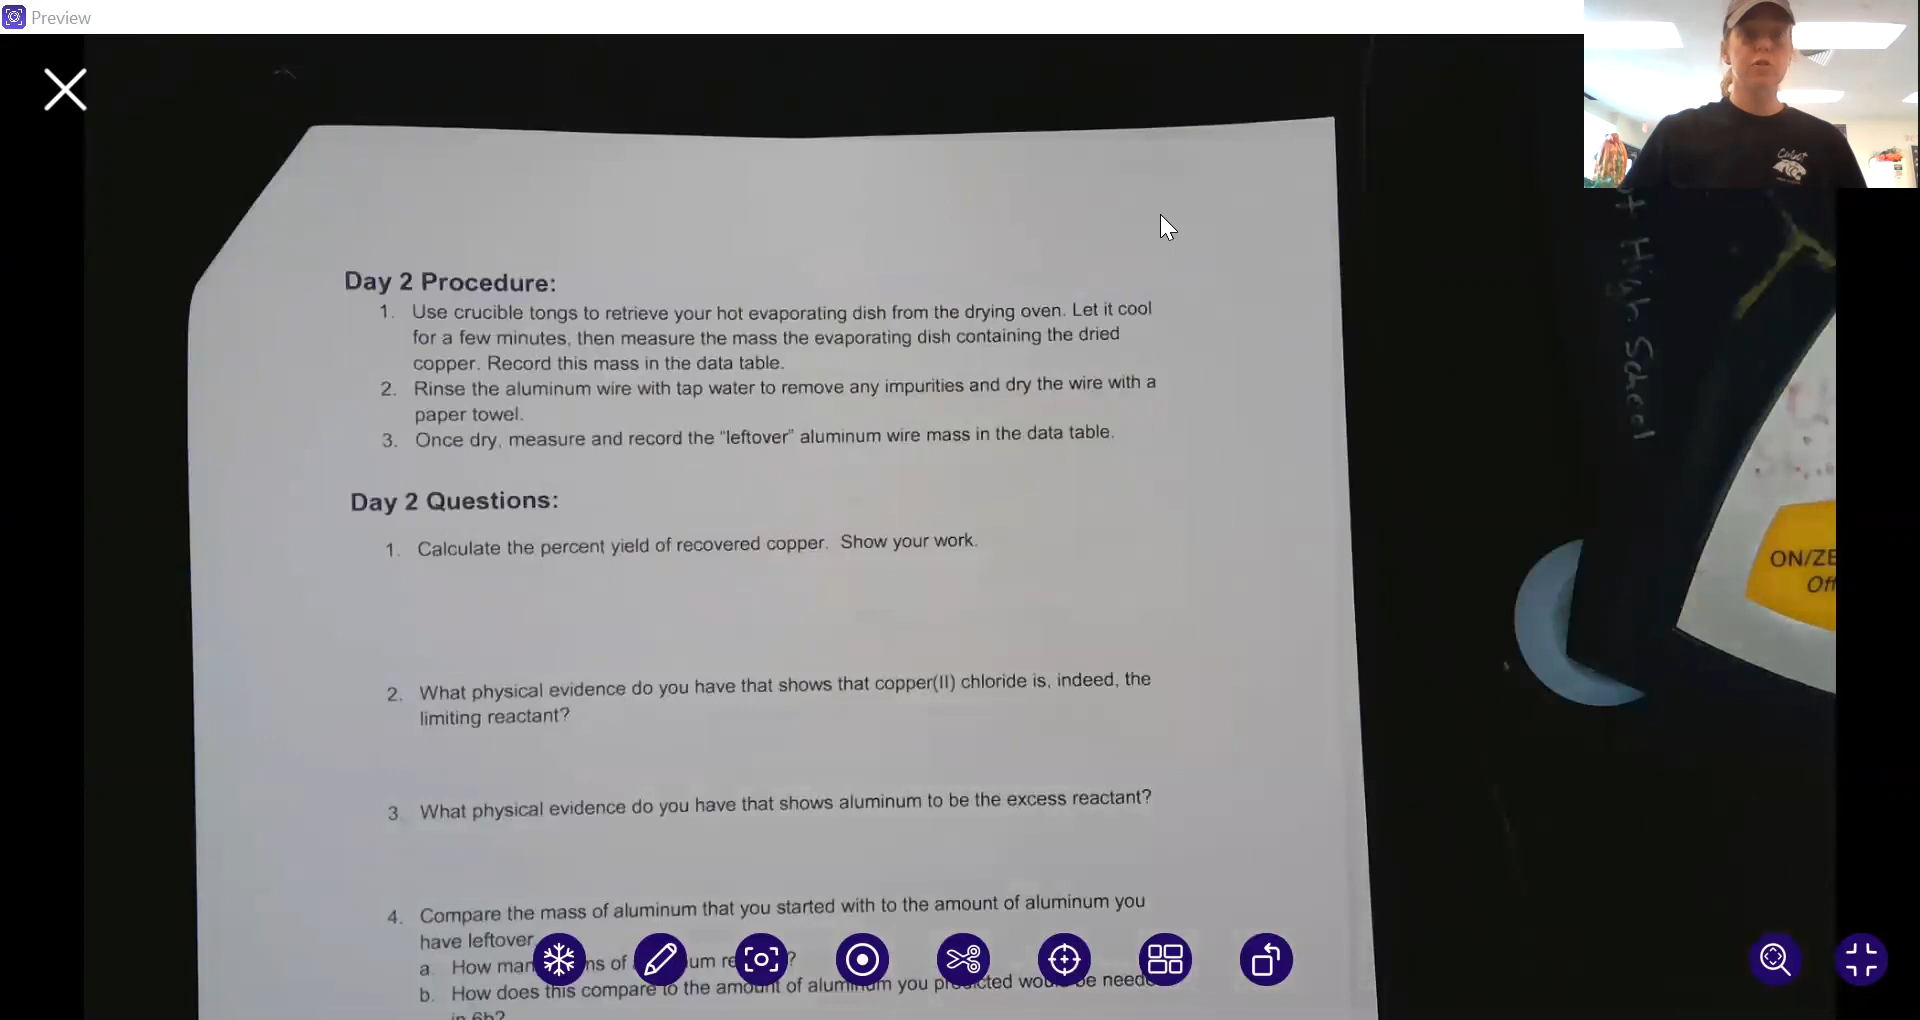 Preview
Day 2 Procedure:
1. Use crucible tongs to retrieve your hot evaporating dish from the drying oven. Let it cool
for a few minutes, then measure the mass the evaporating dish containing the dried
copper. Record this mass in the data table.
2. Rinse the aluminum wire with tap water to remove any impurities and dry the wire with a
paper towel.
3. Once dry, measure and record the “leftover” aluminum wire mass in the data table.
Day 2 Questions:
1. Calculate the percent yield of recovered copper. Show your work.
2. What physical evidence do you have that shows that copper(II) chloride is, indeed, the
limiting reactant?
3. What physical evidence do you have that shows aluminum to be the excess reactant?
4. Compare the mass of aluminum that you started with to the amount of aluminum you
have leftover
a. How ?
b. How does this compare to the amount of aluminum you predicted would be
in 6b?
High School
ON/ZE
Off
Cabot